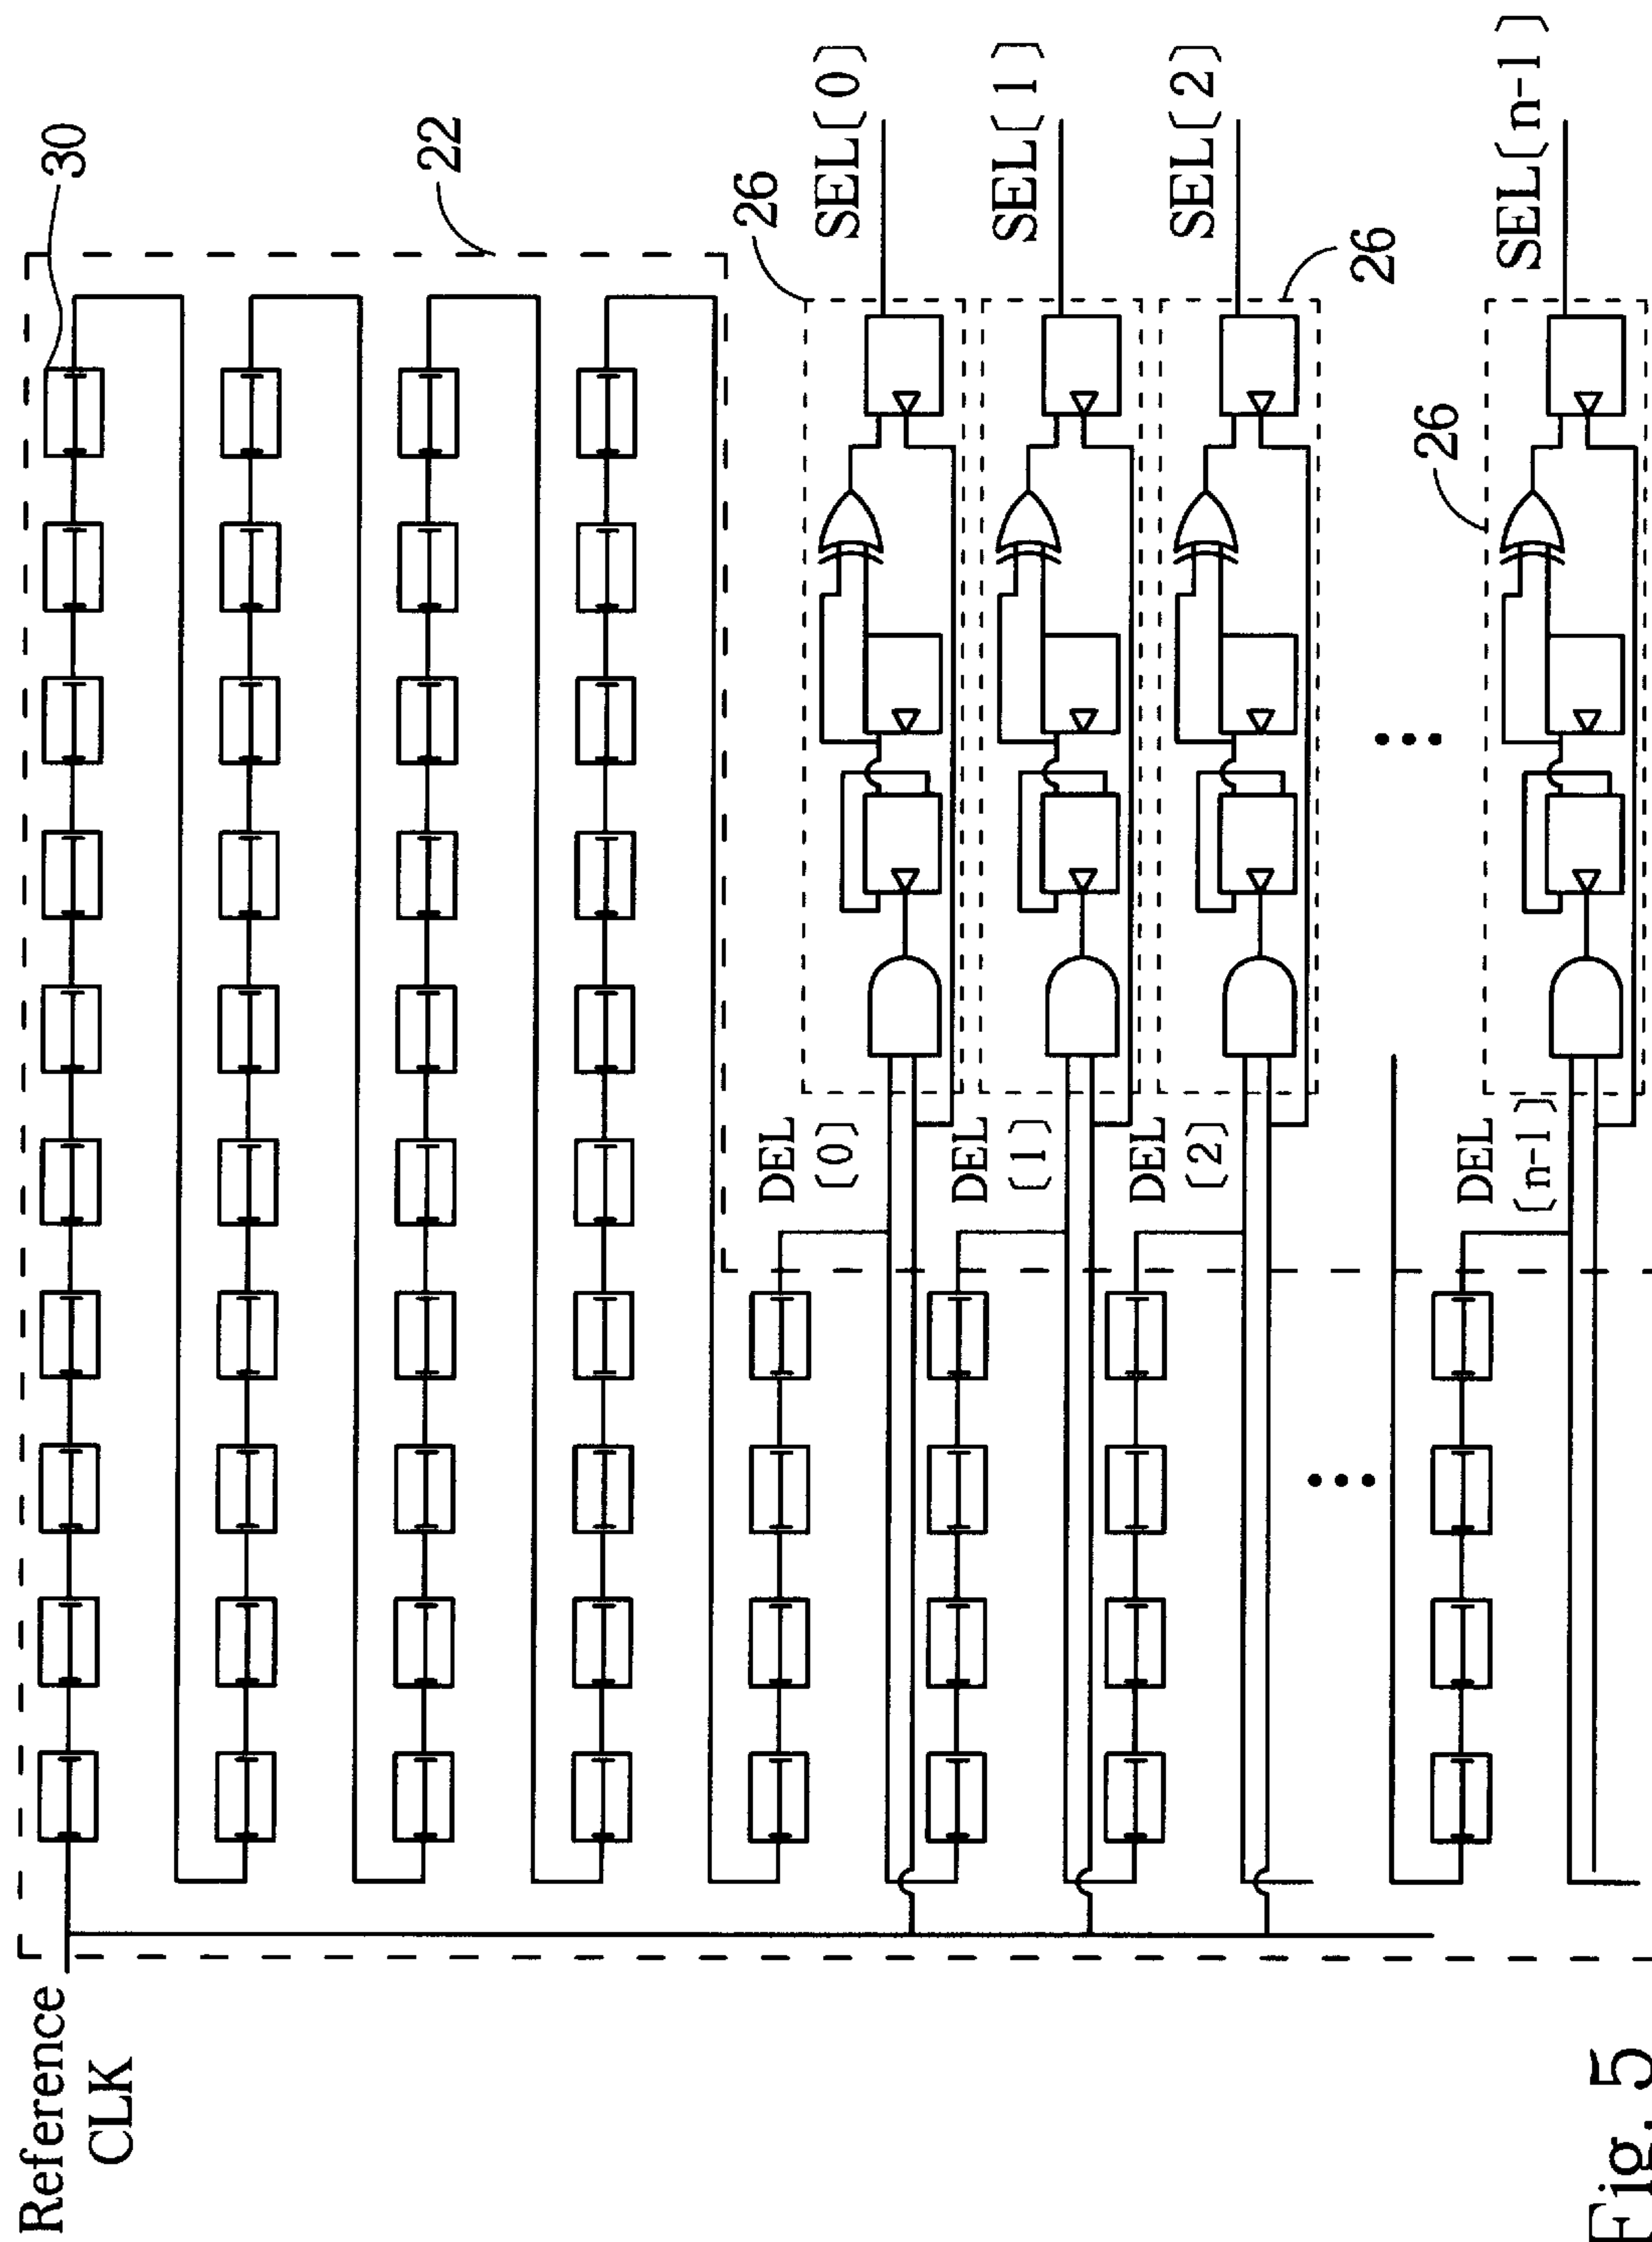 Reference
CLK
30
22
26
SEL(0)
SEL(1)
SEL(2)
26
26
SEL(n-1)
DEL
(0)
DEL
(1)
DEL
(2)
DEL
(n-1)
Fig. 5